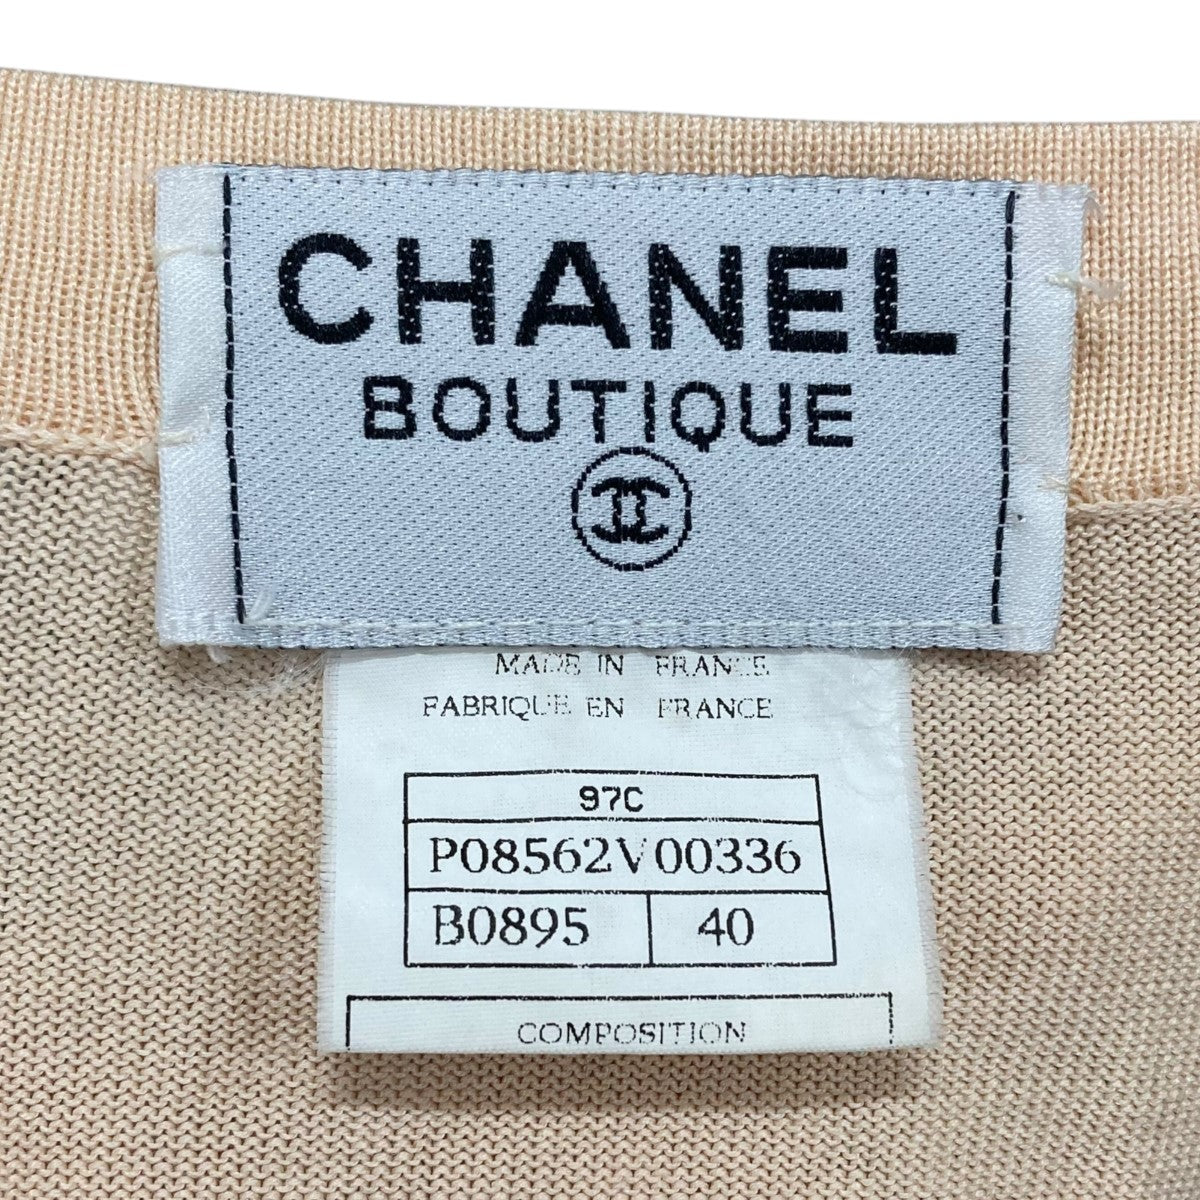 CHANEL
BOUTIQUE
MADE IN FRANCE
FABRIQUE EN FRANCE
97C
P08562V00336
B0895 40
COMPOSITION